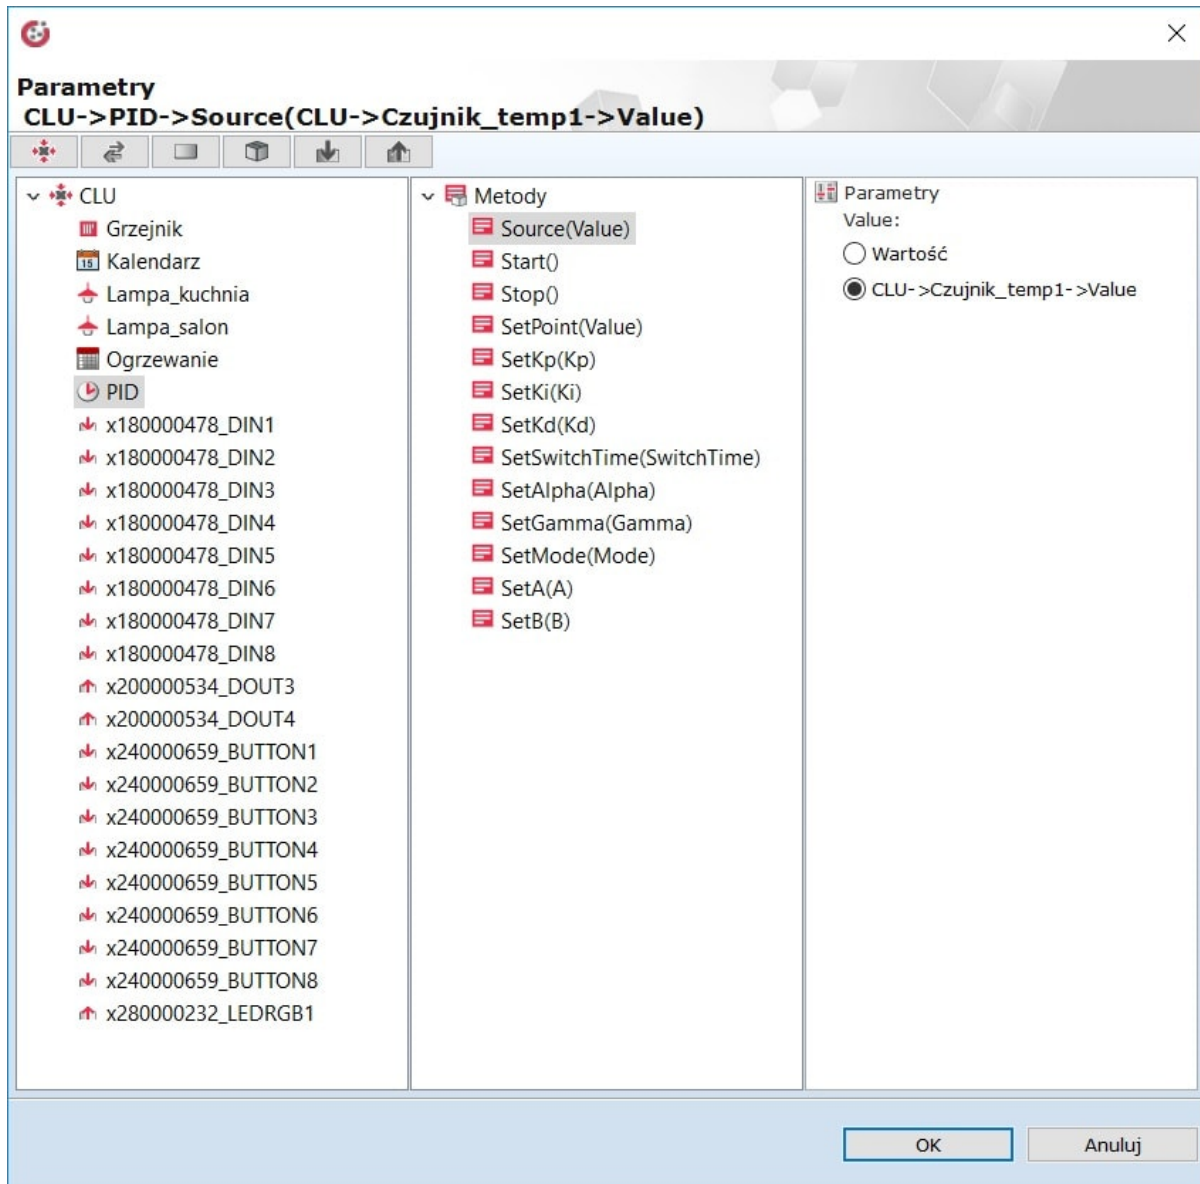 Parametry
CLU->PID->Source(CLU->Czujnik_temp1->Value)
CLU
Grzejnik
15
Kalendarz
Lampa_kuchnia
Lampa_salon
Ogrzewanie
PID
x180000478_DIN1
x180000478_DIN2
x180000478_DIN3
x180000478_DIN4
x180000478_DIN5
x180000478_DIN6
x180000478_DIN7
x180000478_DIN8
x200000534_DOUT3
x200000534_DOUT4
x240000659_BUTTON1
x240000659_BUTTON2
x240000659_BUTTON3
x240000659_BUTTON4
x240000659_BUTTON5
x240000659_BUTTON6
x240000659_BUTTON7
x240000659_BUTTON8
x280000232_LEDRGB1
Metody
Source(Value)
Start()
Stop()
SetPoint(Value)
SetKp(Kp)
SetKi(Ki)
SetKd(Kd)
SetSwitchTime(SwitchTime)
SetAlpha(Alpha)
SetGamma(Gamma)
SetMode(Mode)
SetA(A)
SetB(B)
Parametry
Value:
Wartość
CLU->Czujnik_temp1->Value
OK
Anuluj